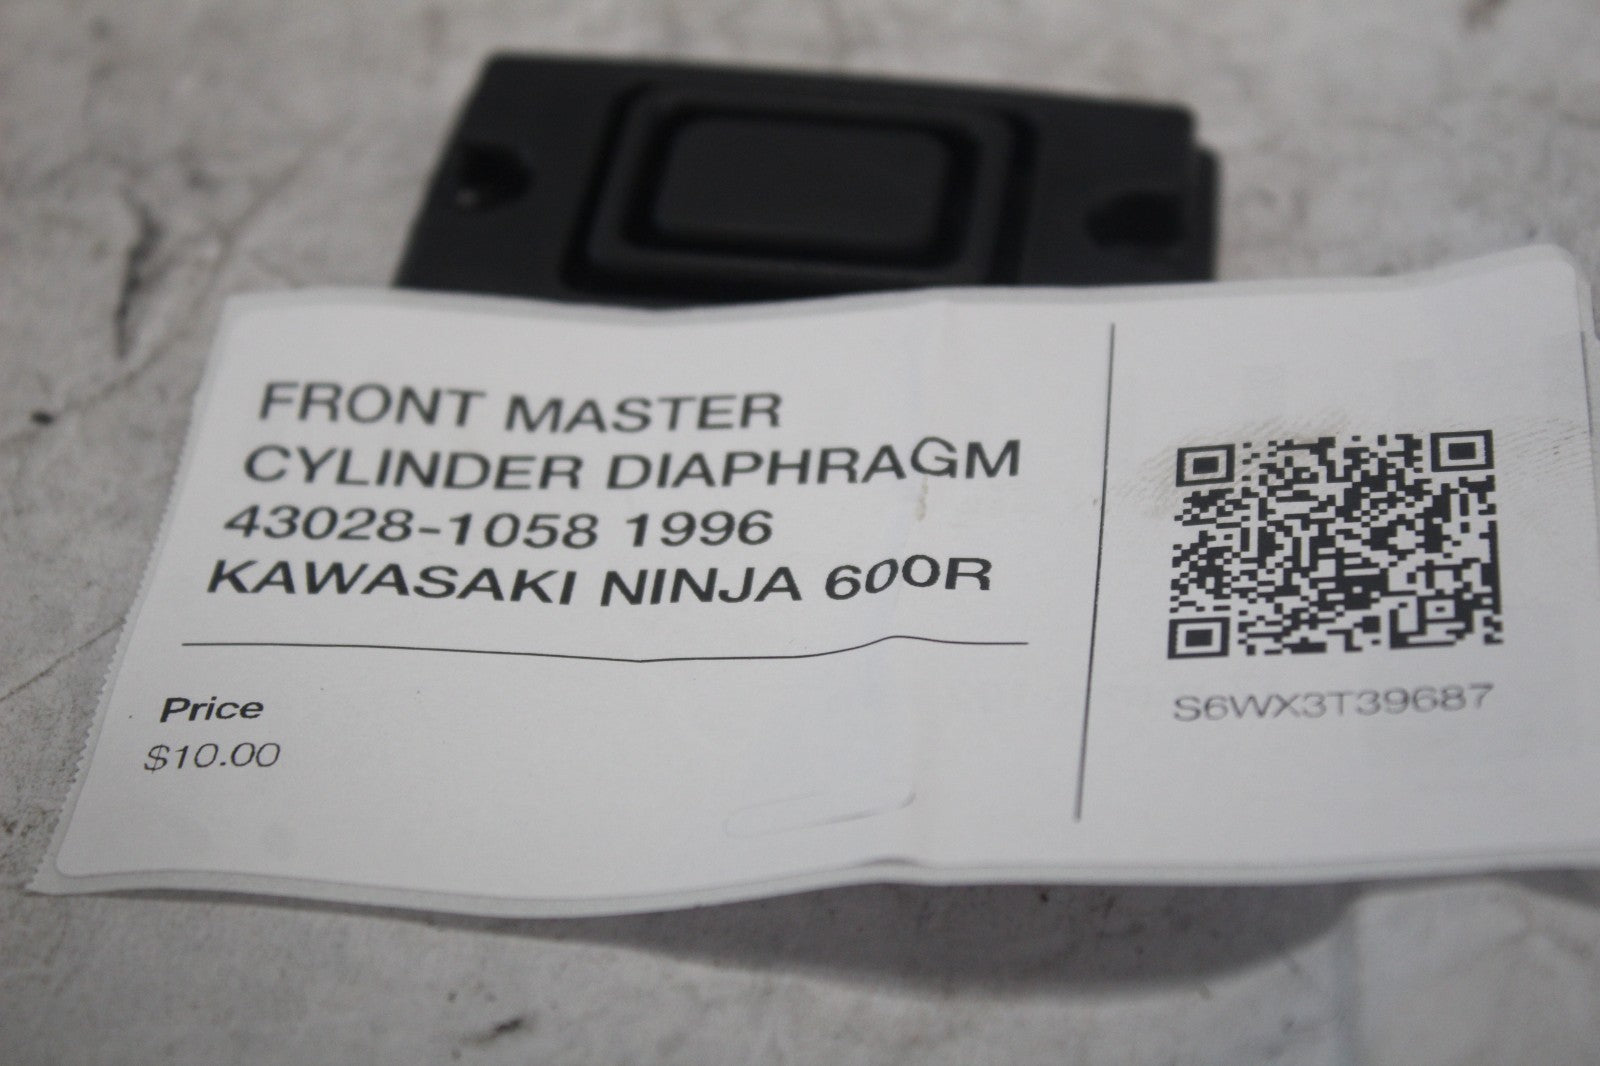 FRONT MASTER
CYLINDER DIAPHRAGM
43028-1058 1996
KAWASAKI NINJA 600R
Price
$10.00
S6WX3T39687